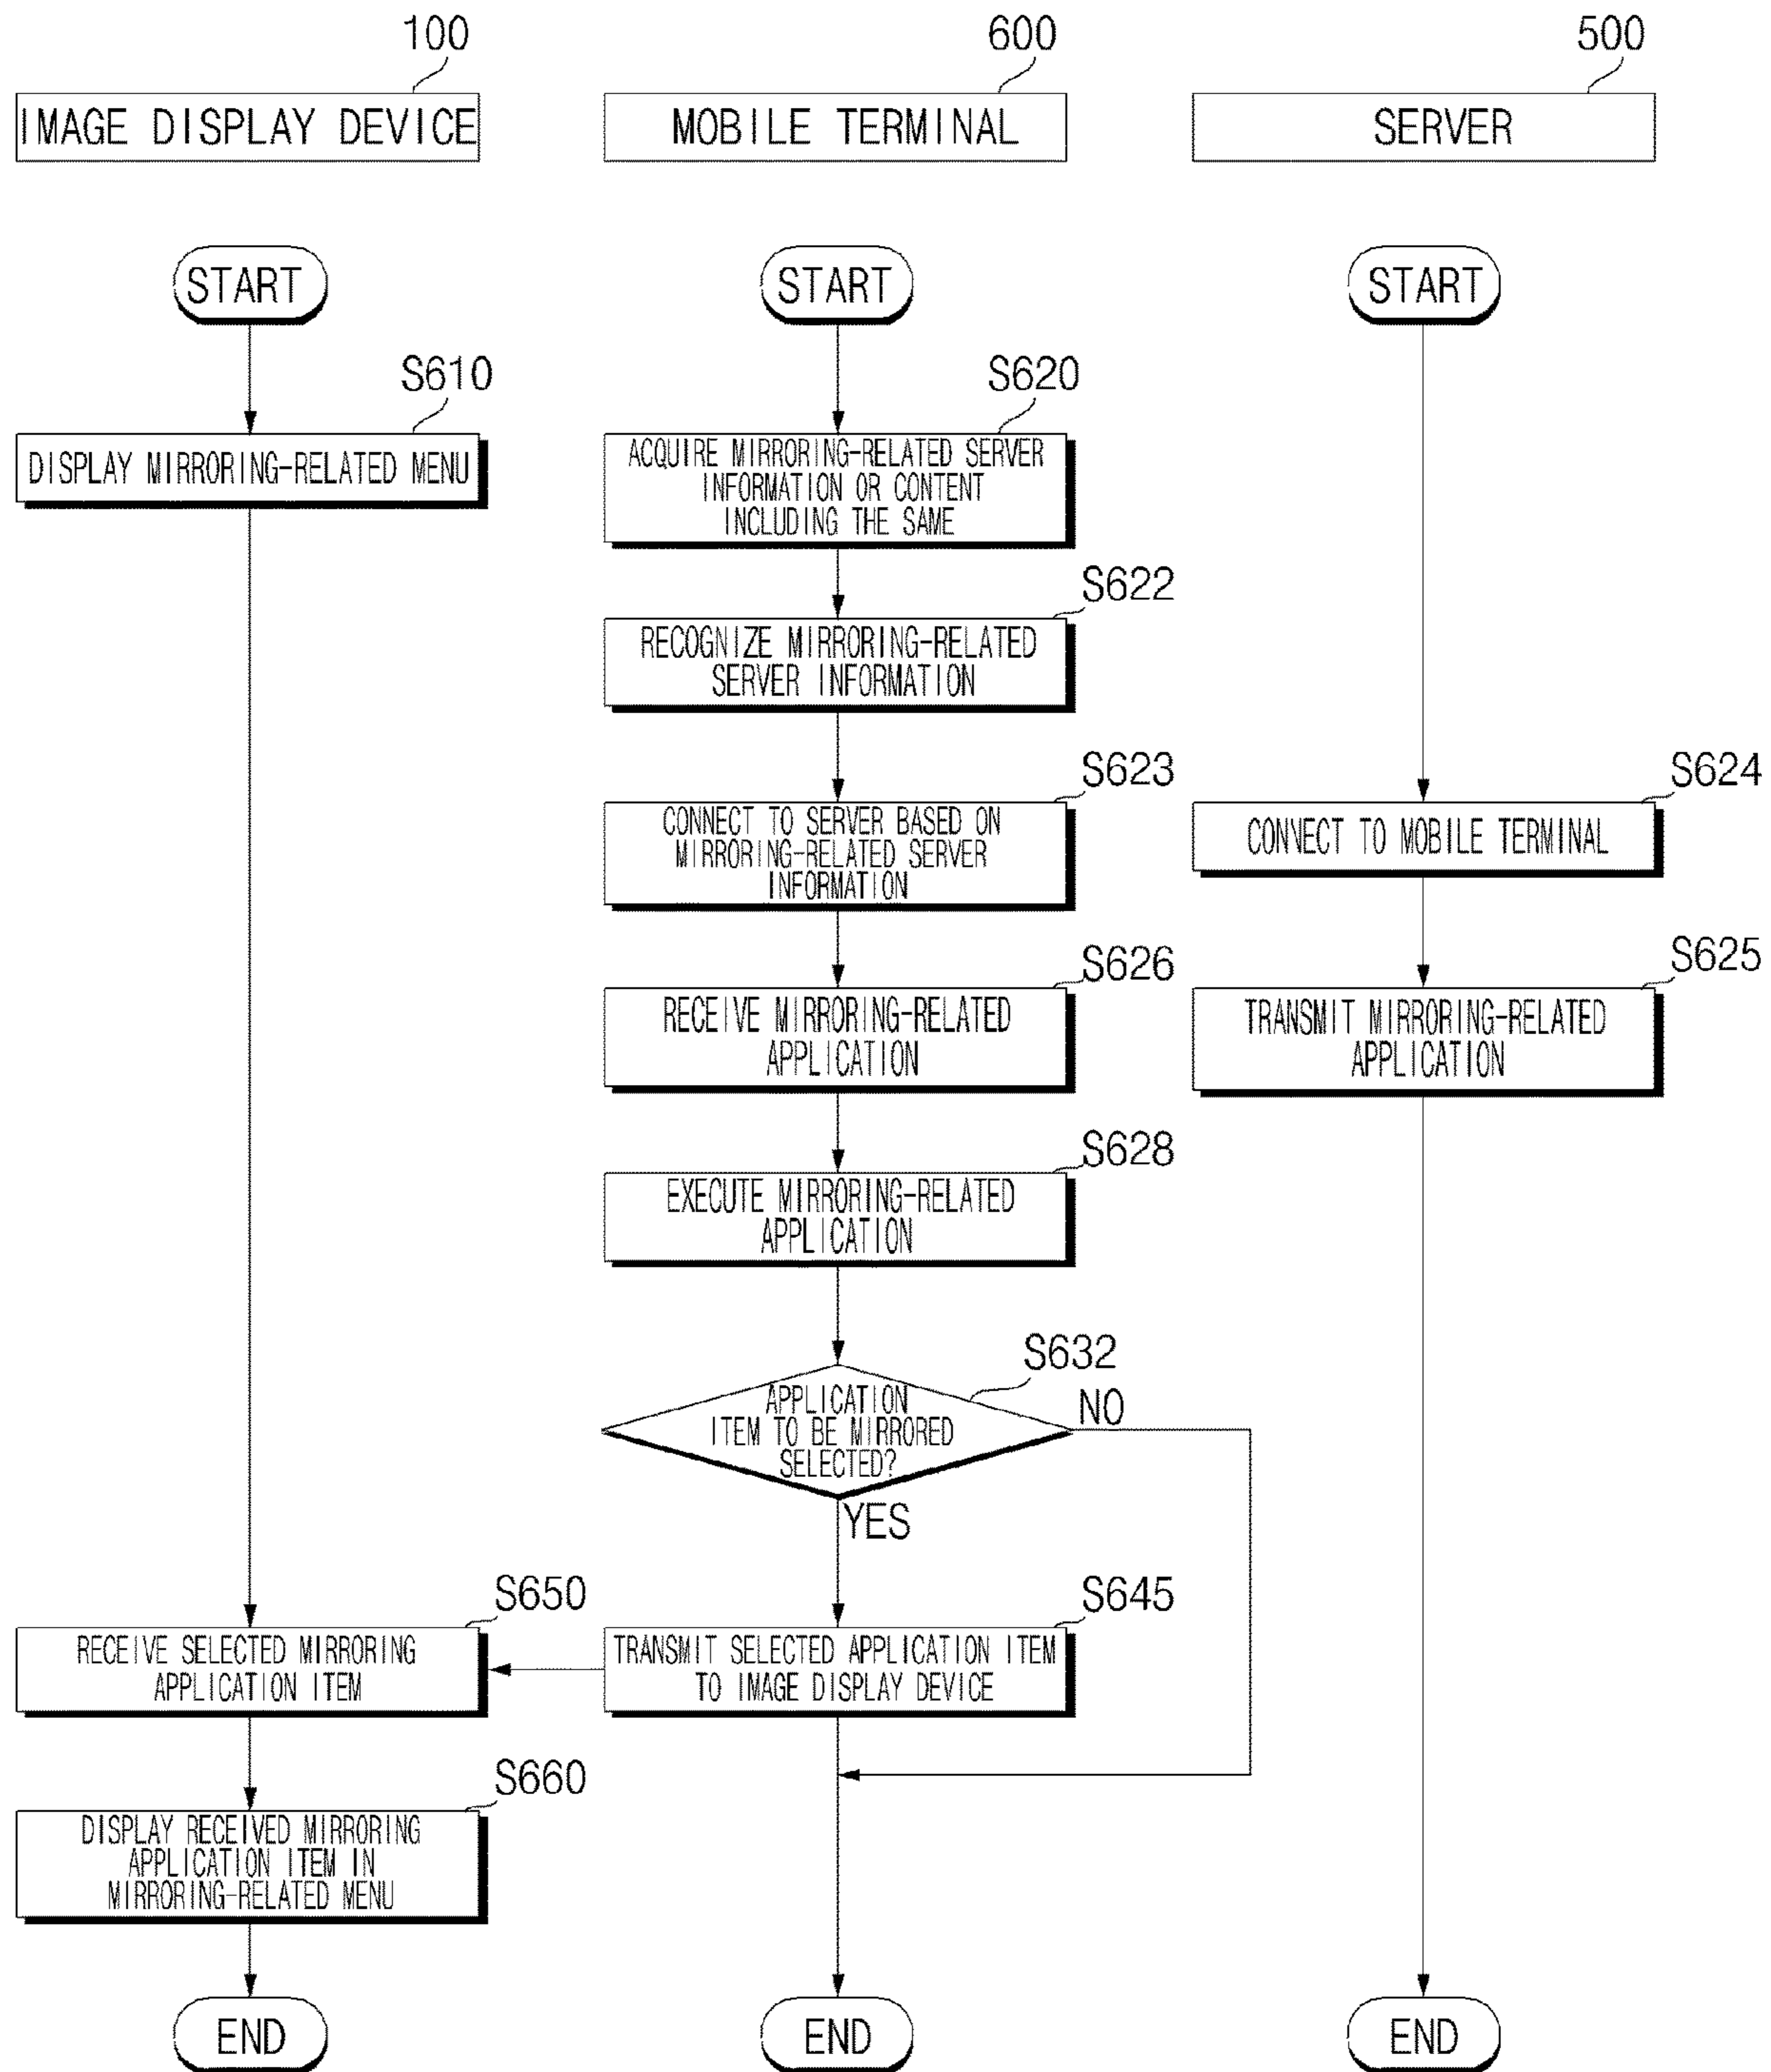 100
600
500
IMAGE DISPLAY DEVICE
MOBILE TERMINAL
SERVER
START
START
START
S610
S620
DISPLAY MIRRORING-RELATED MENU
ACQUIRE MIRRORING-RELATED SERVER
INFORMATION OR CONTENT
INCLUDING THE SAME
S622
RECOGNIZE MIRRORING-RELATED
SERVER INFORMATION
S623
S624
CONNECT TO SERVER BASED ON
MIRRORING-RELATED SERVER
INFORMATION
CONNECT TO MOBILE TERMINAL
S626
S625
RECEIVE MIRRORING-RELATED
APPLICATION
TRANSMIT MIRRORING-RELATED
APPLICATION
S628
EXECUTE MIRRORING-RELATED
APPLICATION
S632
APPLICATION
ITEM TO BE MIRRORED
SELECTED?
NO
YES
S650
S645
RECEIVE SELECTED MIRRORING
APPLICATION ITEM
TRANSMIT SELECTED APPLICATION ITEM
TO IMAGE DISPLAY DEVICE
S660
DISPLAY RECEIVED MIRRORING
APPLICATION ITEM IN
MIRRORING-RELATED MENU
END
END
END